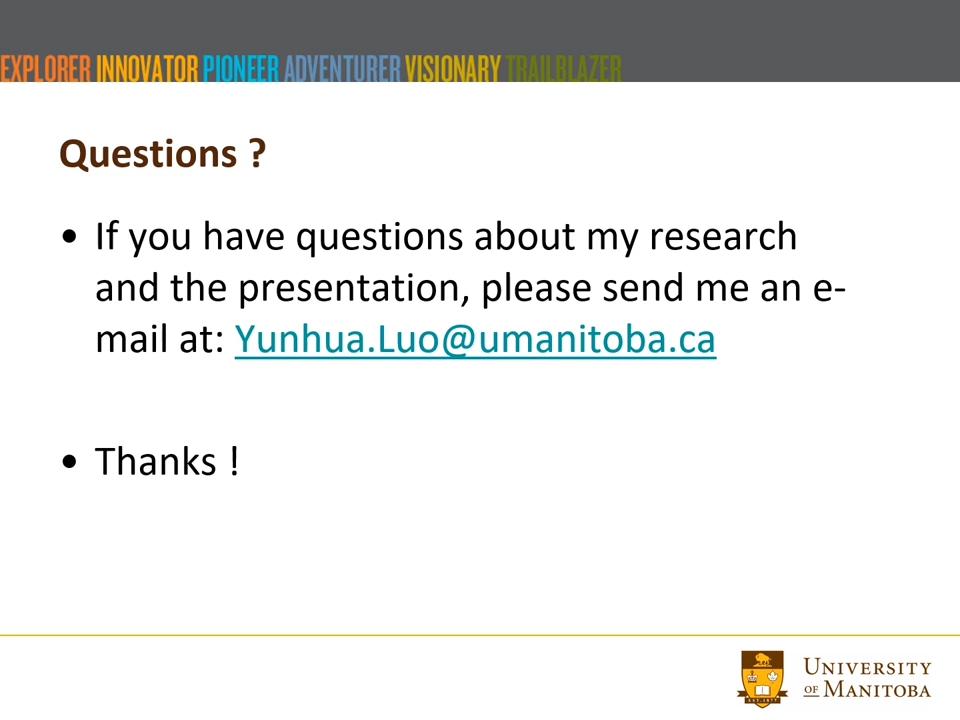 EXPLORER INNOVATOR PIONEER ADVENTURER VISIONARY TRAILBLAZER
Questions ?
• If you have questions about my research
and the presentation, please send me an e-
mail at: Yunhua.Luo@umanitoba.ca
• Thanks !
UNIVERSITY
OF MANITOBA